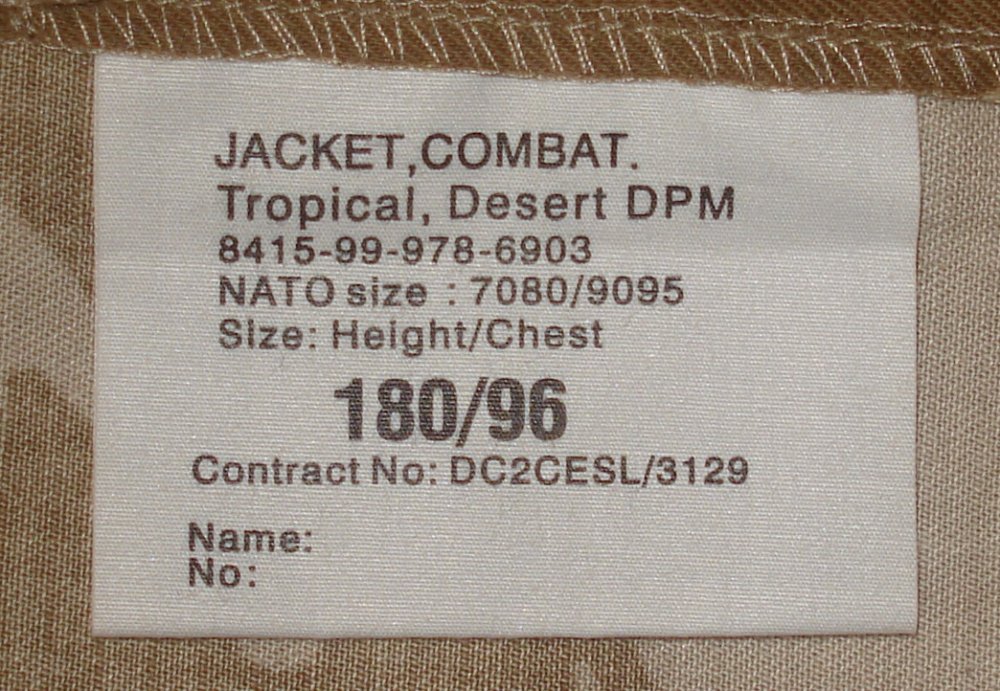 JACKET,COMBAT.
Tropical, Desert DPM
8415-99-978-6903
NATO size : 7080/9095
Size: Height/Chest
180/96
Contract No: DC2CESL/3129
Name:
No: